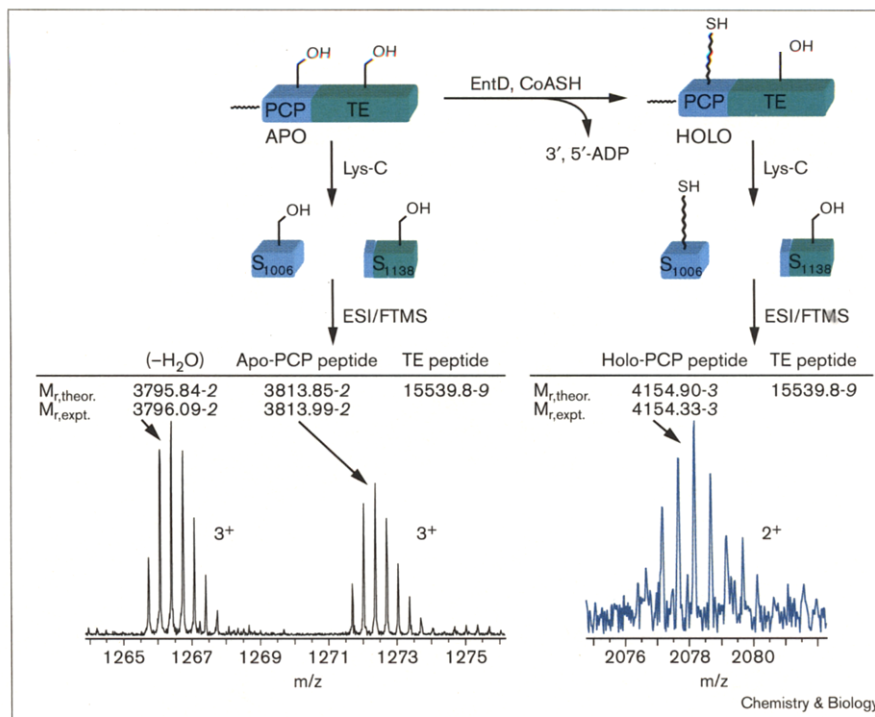 OH OH
PCP TE
APO
EntD, CoASH
3′, 5′-ADP
SH
OH
PCP TE
HOLO
Lys-C
Lys-C
OH
S1006
OH
S1138
SH
S1006
OH
S1138
ESI/FTMS
ESI/FTMS
(–H2O) Apo-PCP peptide TE peptide
Mr,theor. 3795.84-2 3813.85-2 15539.8-9
Mr,expt. 3796.09-2 3813.99-2
3+
3+
1265 1267 1269 1271 1273 1275
m/z
Holo-PCP peptide TE peptide
Mr,theor. 4154.90-3 15539.8-9
Mr,expt. 4154.33-3
2+
2076 2078 2080
m/z
Chemistry & Biology